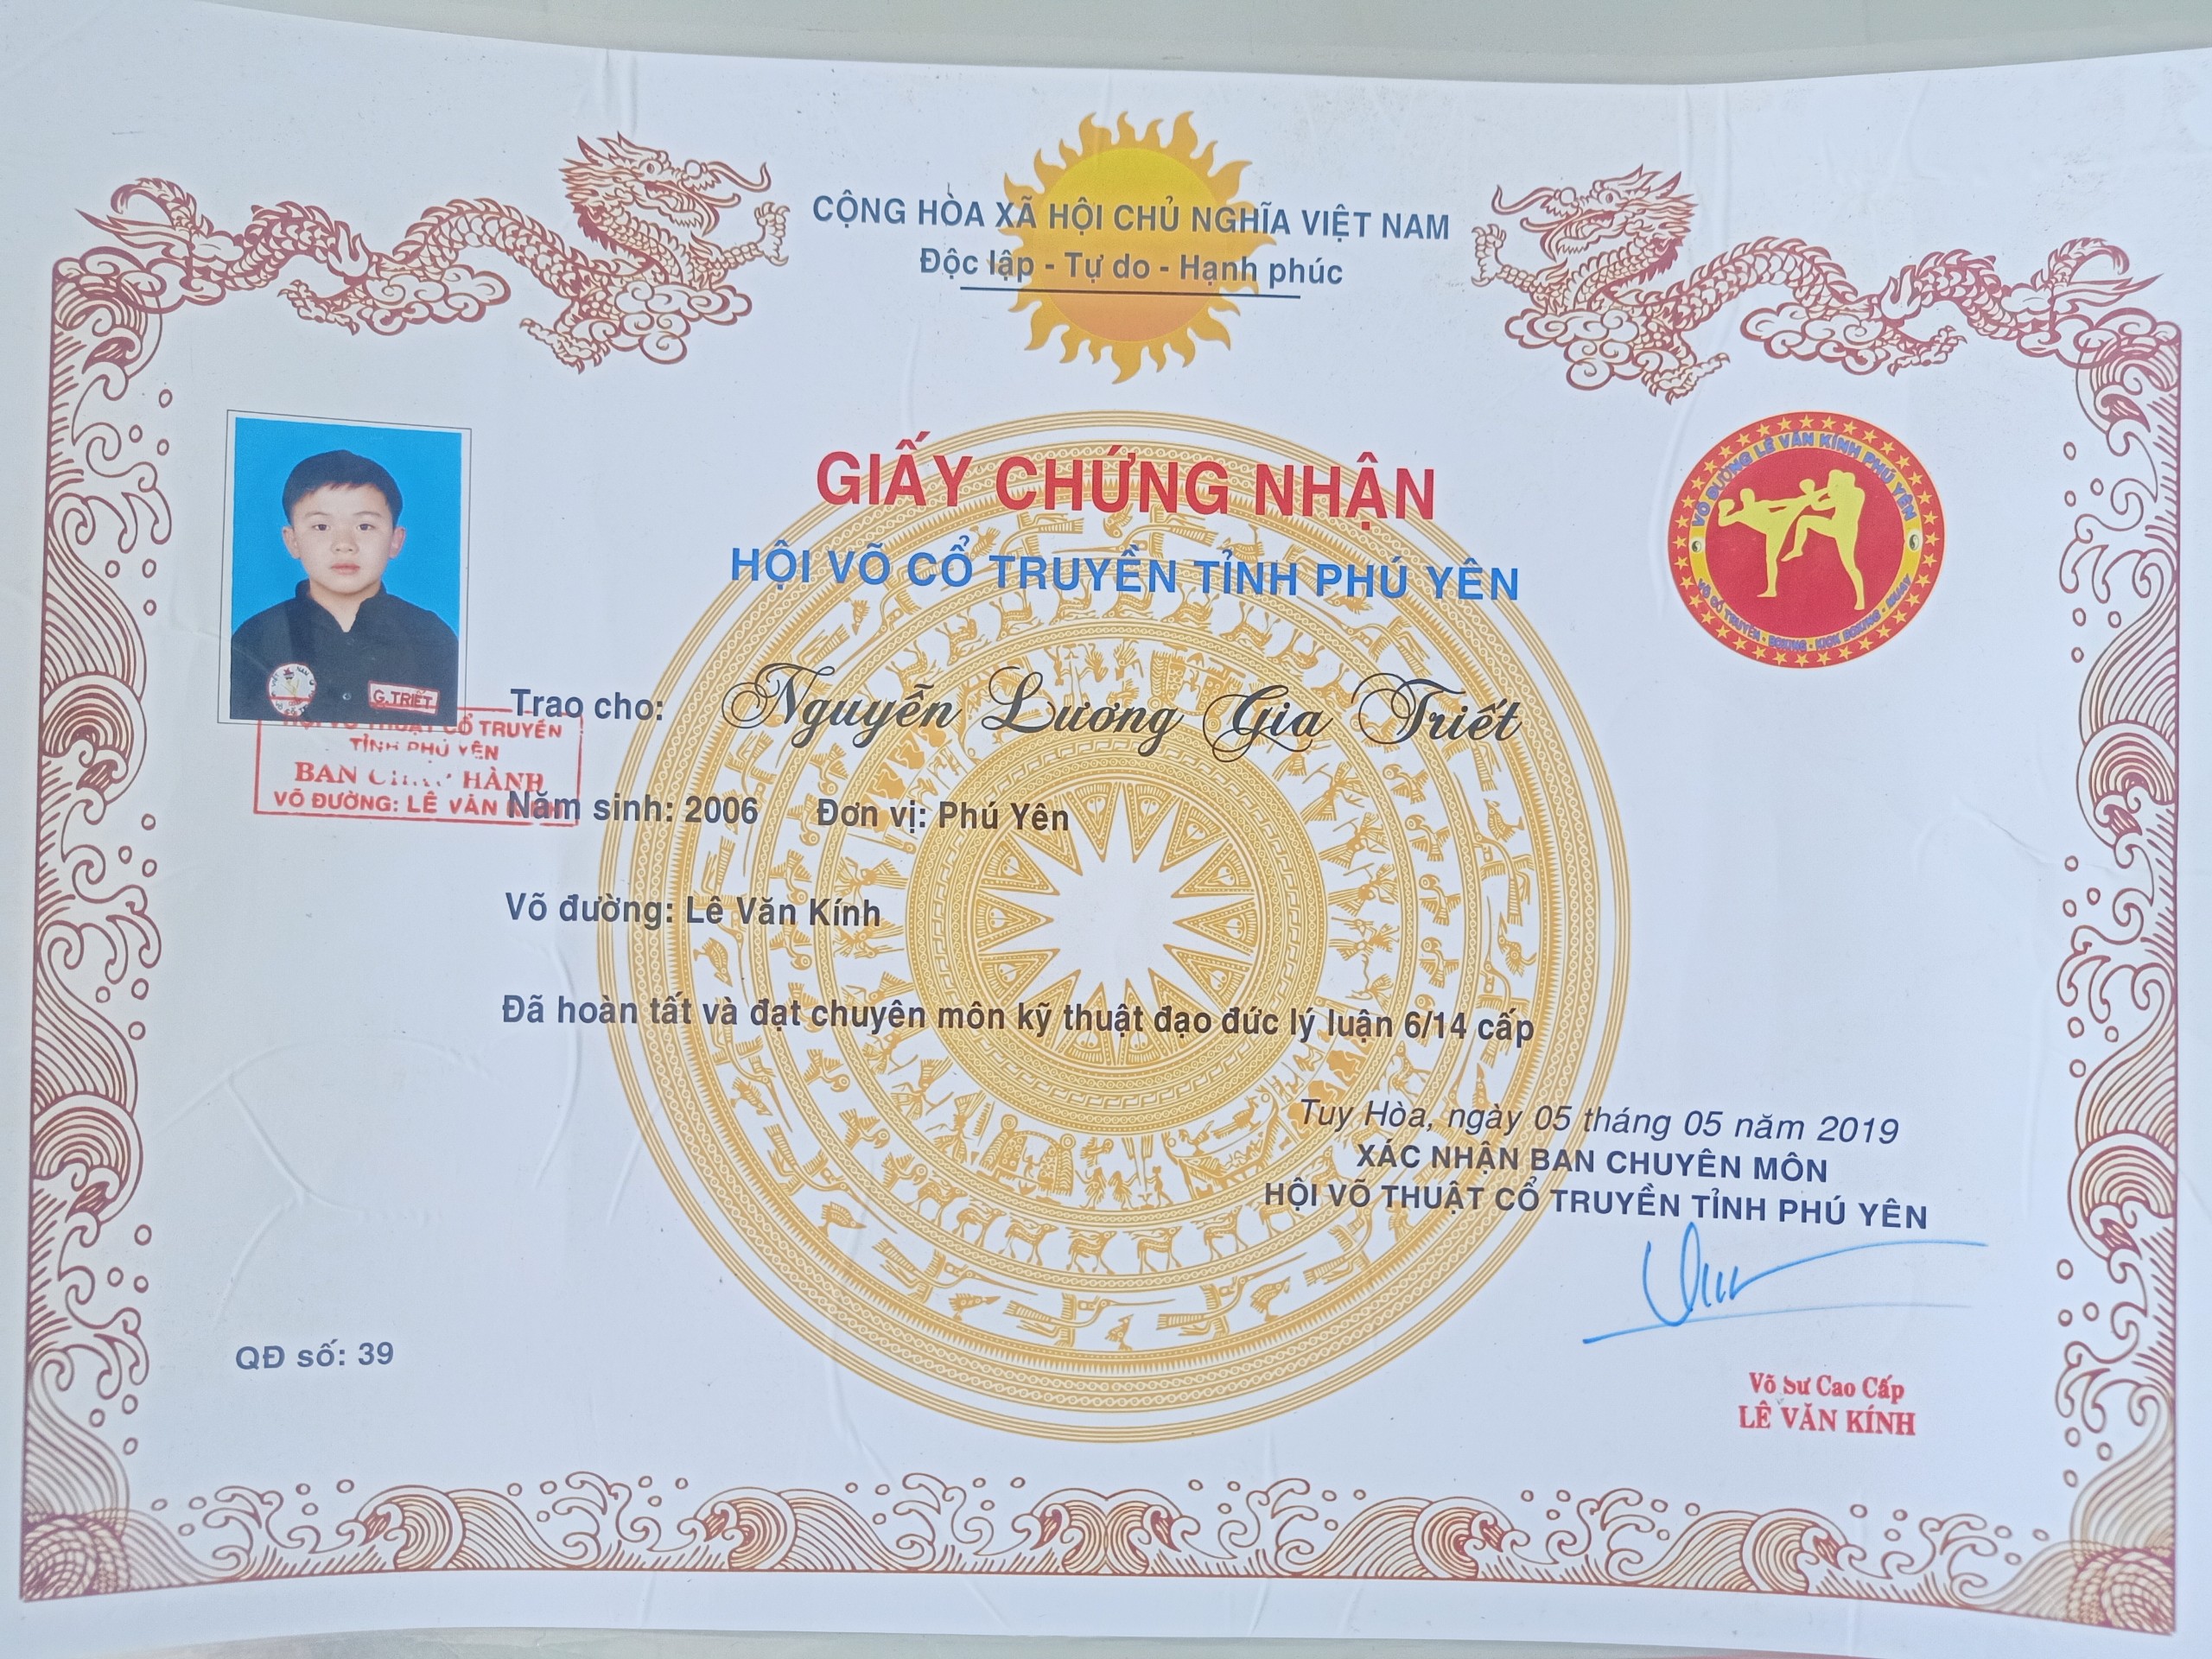 CỘNG HÒA XÃ HỘI CHỦ NGHĨA VIỆT NAM
Độc lập - Tự do - Hạnh phúc
VÕ ĐƯỜNG LÊ VĂN KÍNH PHÚ YÊN
VÕ CỔ TRUYỀN - BOXING - KICK BOXING - MUAY
GIẤY CHỨNG NHẬN
HỘI VÕ CỔ TRUYỀN TỈNH PHÚ YÊN
G.TRIẾT
Trao cho: Nguyễn Lương Gia Triết
CỔ TRUYỀN
TỈNH PHÚ YÊN
BAN CHẤP HÀNH
VÕ ĐƯỜNG: LÊ VĂN
Năm sinh: 2006 Đơn vị: Phú Yên
Võ đường: Lê Văn Kính
Đã hoàn tất và đạt chuyên môn kỹ thuật đạo đức lý luận 6/14 cấp
Tuy Hòa, ngày 05 tháng 05 năm 2019
XÁC NHẬN BAN CHUYÊN MÔN
HỘI VÕ THUẬT CỔ TRUYỀN TỈNH PHÚ YÊN
QĐ số: 39
Võ Sư Cao Cấp
LÊ VĂN KÍNH